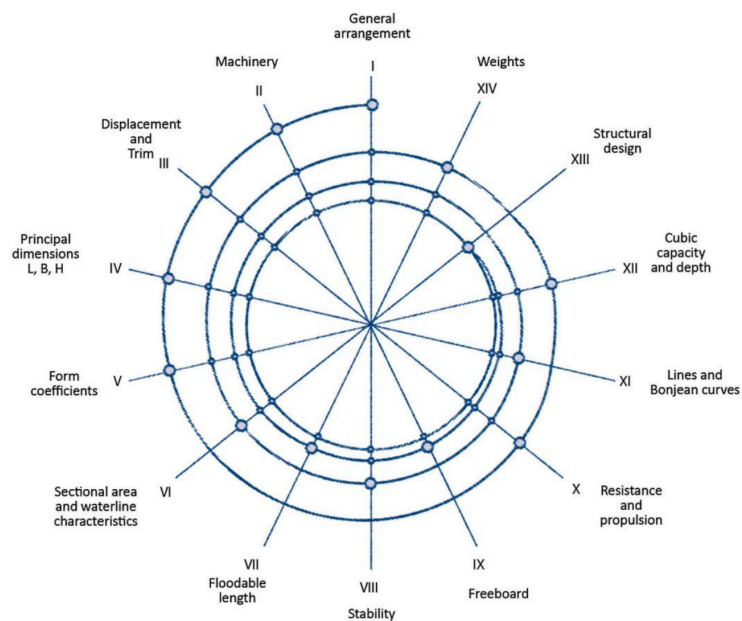 General
arrangement
I
Weights
XIV
Structural
design
XIII
Cubic
capacity
and depth
XII
Lines and
Bonjean curves
XI
Resistance
and
propulsion
X
Freeboard
IX
Stability
VIII
Floodable
length
VII
Sectional area
and waterline
characteristics
VI
Form
coefficients
V
Principal
dimensions
L, B, H
IV
Displacement
and
Trim
III
Machinery
II